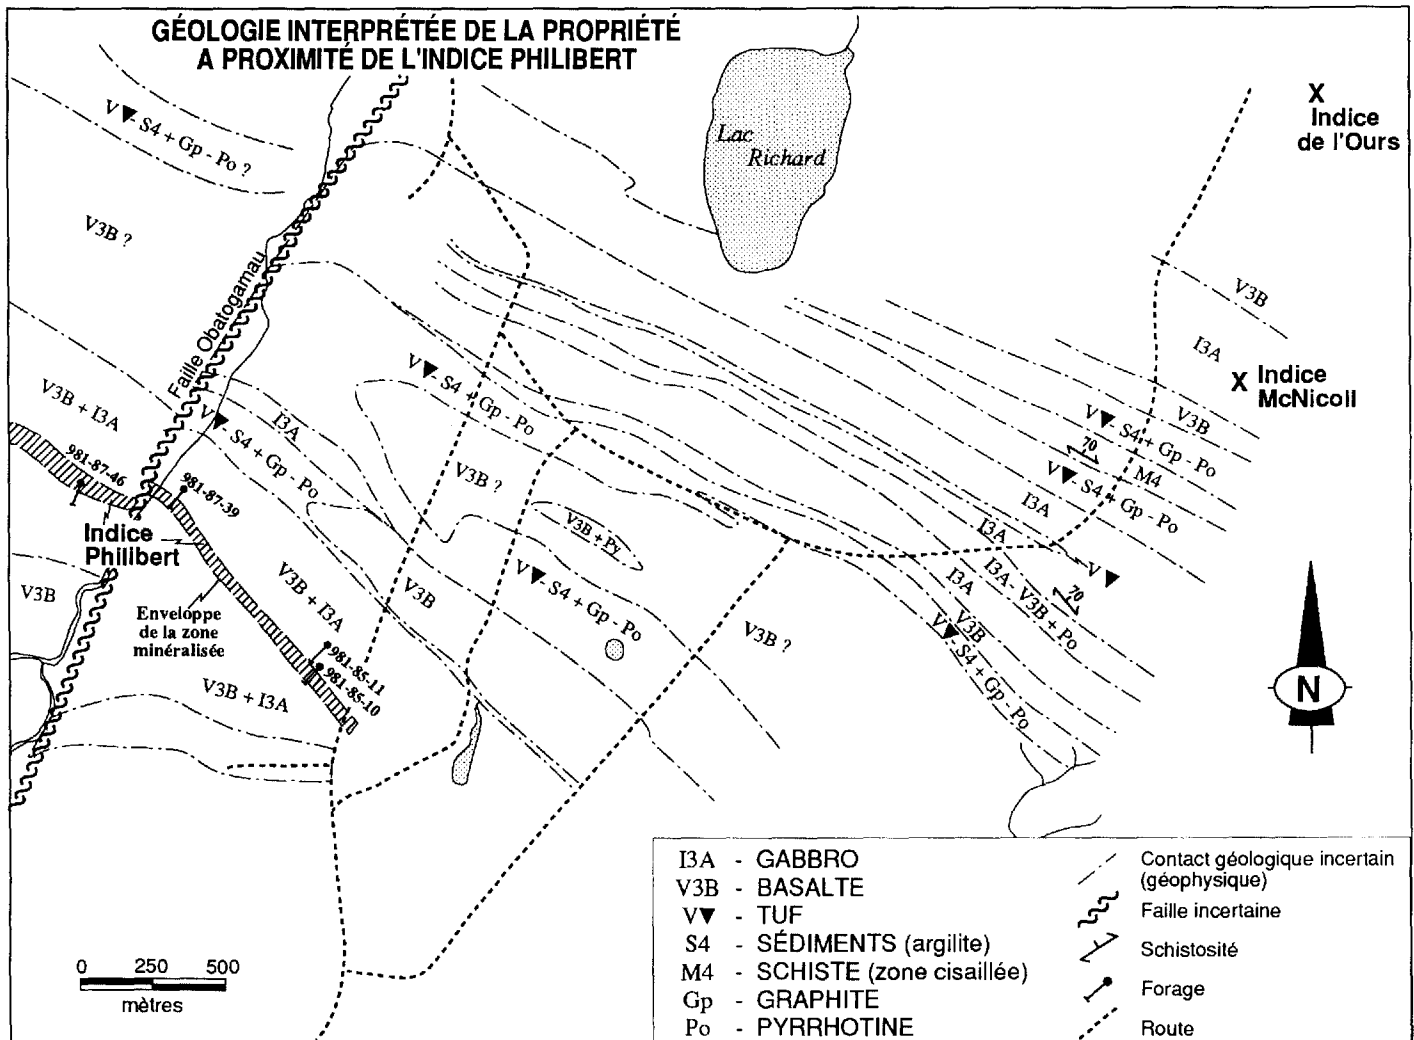 GÉOLOGIE INTERPRÉTÉE DE LA PROPRIÉTÉ
A PROXIMITÉ DE L'INDICE PHILIBERT
V▼- S4 + Gp - Po ?
V3B ?
Faille Obatogamau
Lac
Richard
X
Indice
de l'Ours
V3B
I3A
X Indice
McNicoll
V3B
V▼- S4 + Gp - Po
70
M4
V▼- S4 + Gp - Po
I3A
I3A
V▼
I3A - V3B + Po
70
I3A
V3B
V▼- S4 + Gp - Po
V▼- S4 + Gp - Po
V3B ?
V3B + Py
V▼- S4 + Gp - Po
V3B ?
V3B + I3A
I3A
V▼- S4 + Gp - Po
981-87-46
981-87-39
Indice
Philibert
V3B
V3B + I3A
V3B
Enveloppe
de la zone
minéralisée
981-85-11
981-85-10
V3B + I3A
N
0 250 500
mètres
I3A - GABBRO
V3B - BASALTE
V▼ - TUF
S4 - SÉDIMENTS (argilite)
M4 - SCHISTE (zone cisaillée)
Gp - GRAPHITE
Po - PYRRHOTINE
Contact géologique incertain
(géophysique)
Faille incertaine
Schistosité
Forage
Route